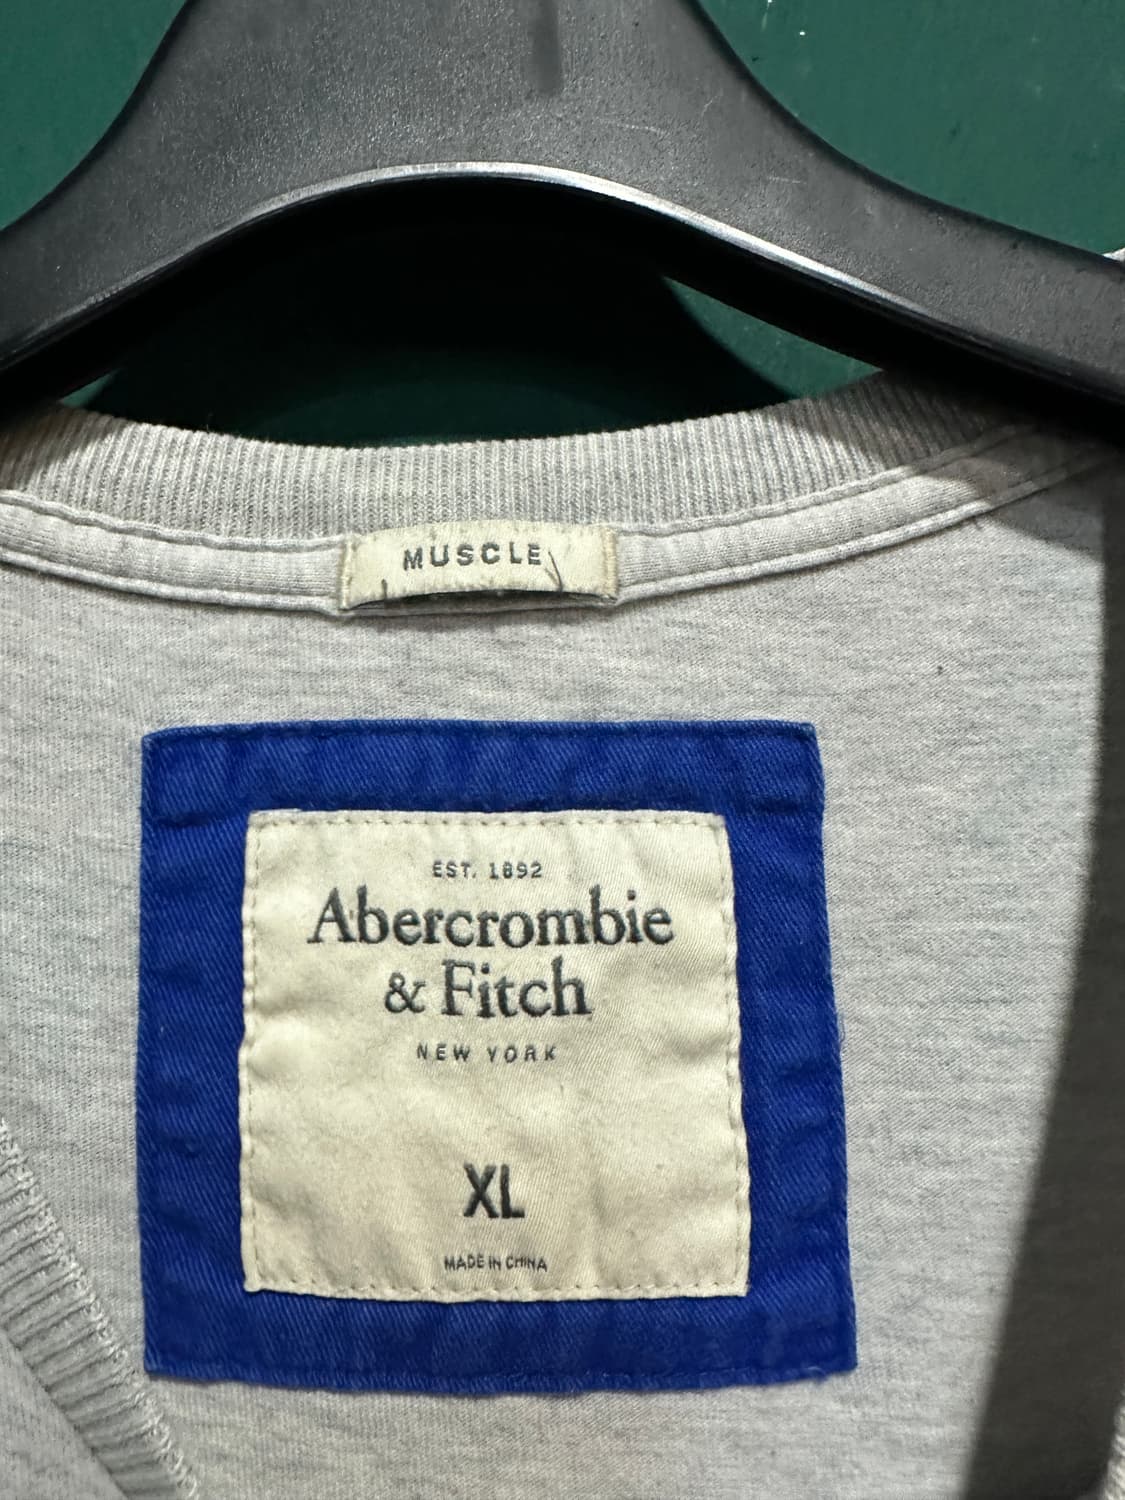 MUSCLE
EST. 1892
Abercrombie
& Fitch
NEW YORK
XL
MADE IN CHINA